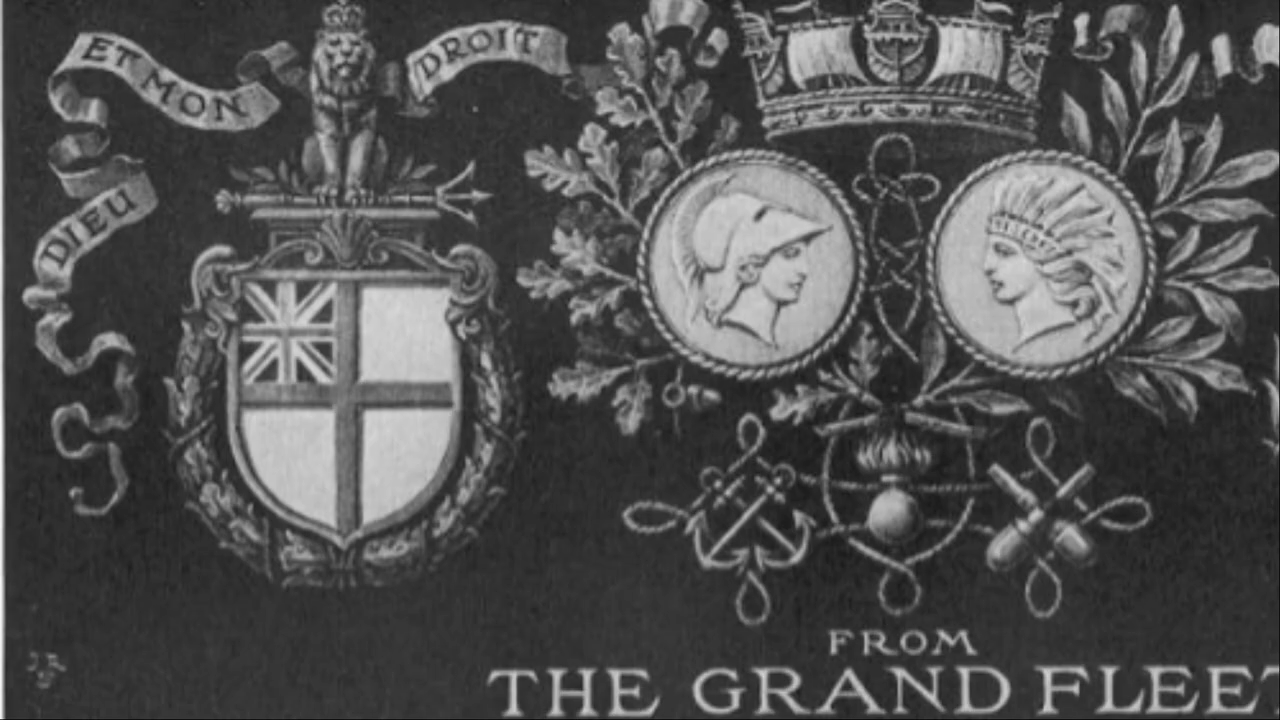 DIEU
ET MON
DROIT
FROM
THE GRAND FLEET